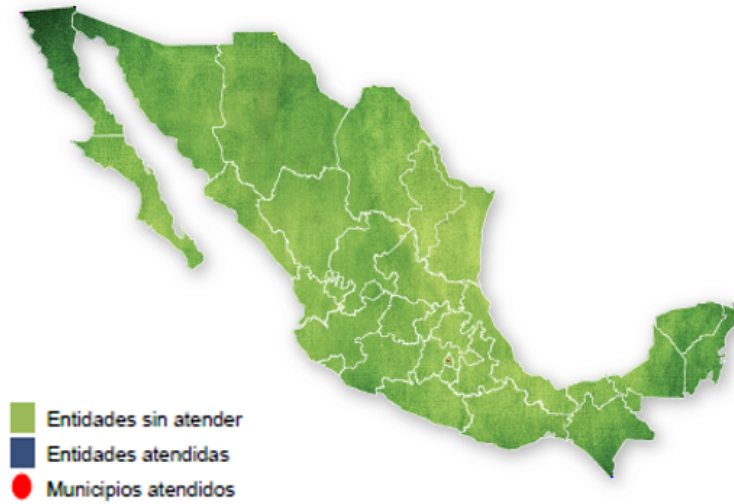 Entidades sin atender
Entidades atendidas
Municipios atendidos